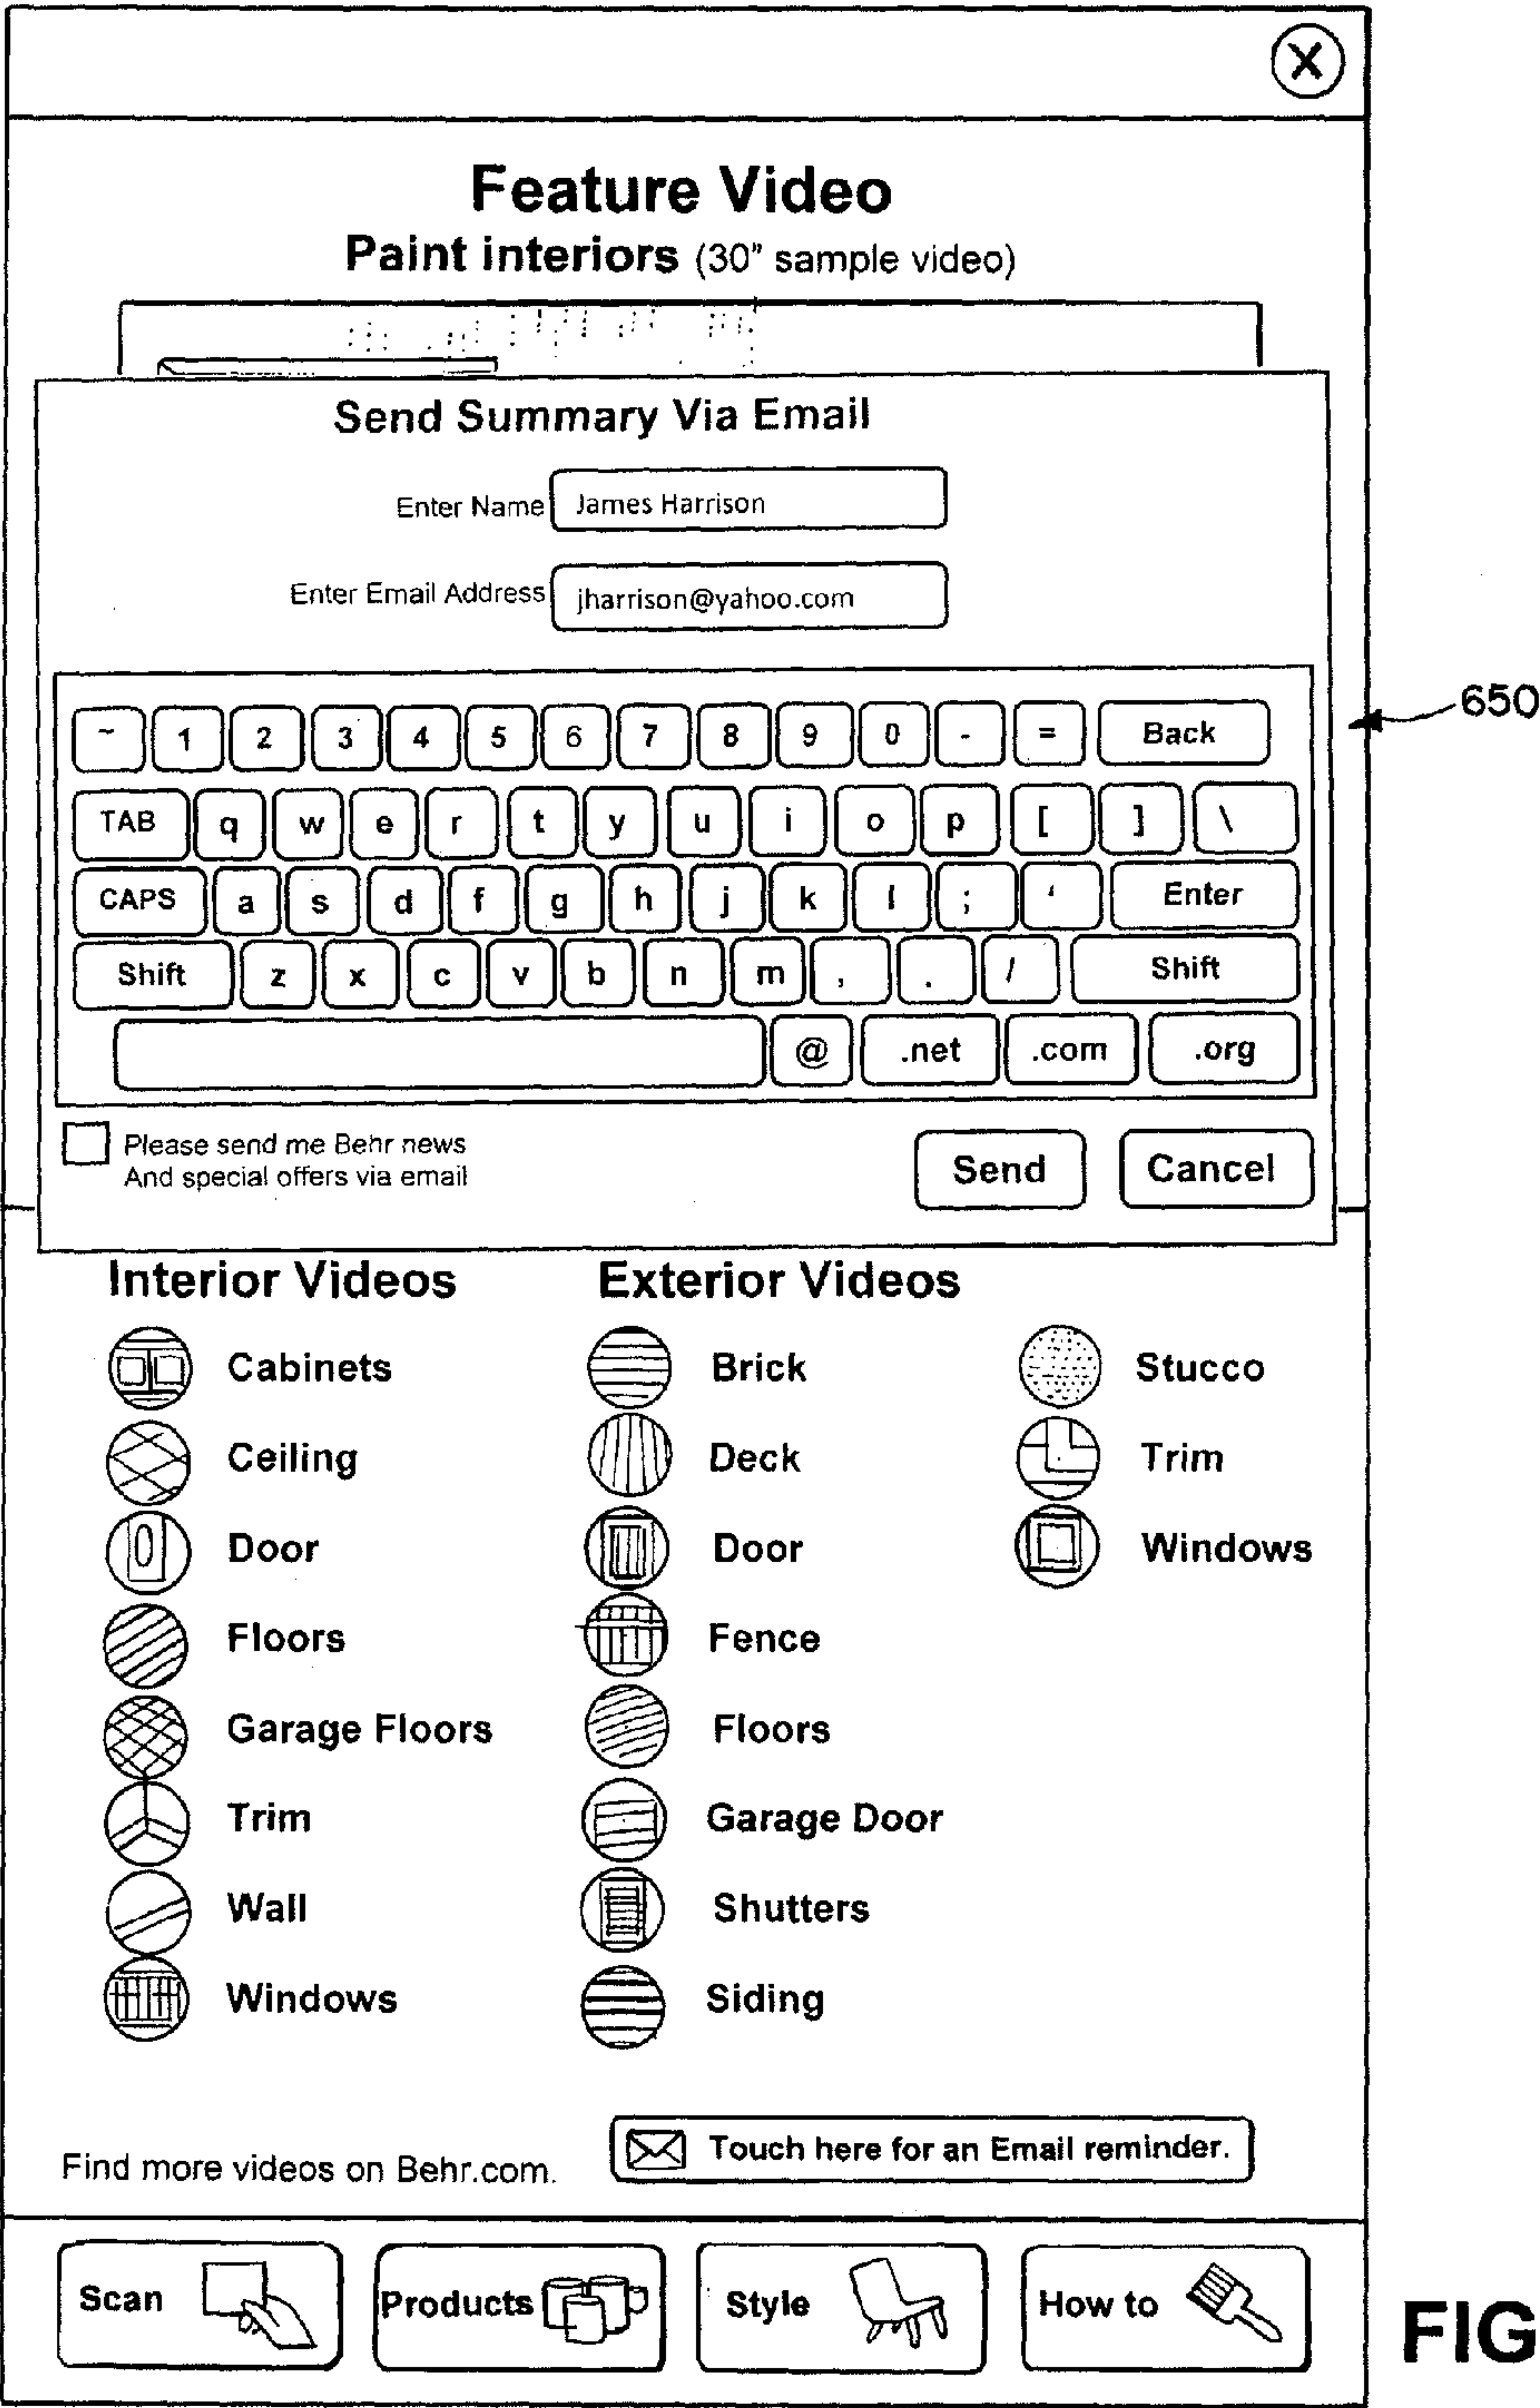 X
Feature Video
Paint interiors (30" sample video)
Send Summary Via Email
Enter Name James Harrison
Enter Email Address jharrison@yahoo.com
650
~ 1 2 3 4 5 6 7 8 9 0 - = Back
TAB q w e r t y u i o p [ ] \
CAPS a s d f g h j k l ; ‘ Enter
Shift z x c v b n m , . / Shift
@ .net .com .org
Please send me Behr news
And special offers via email
Send Cancel
Interior Videos Exterior Videos
Cabinets Brick Stucco
Ceiling Deck Trim
Door Door Windows
Floors Fence
Garage Floors Floors
Trim Garage Door
Wall Shutters
Windows Siding
Touch here for an Email reminder.
Find more videos on Behr.com.
Scan Products Style How to
FIG